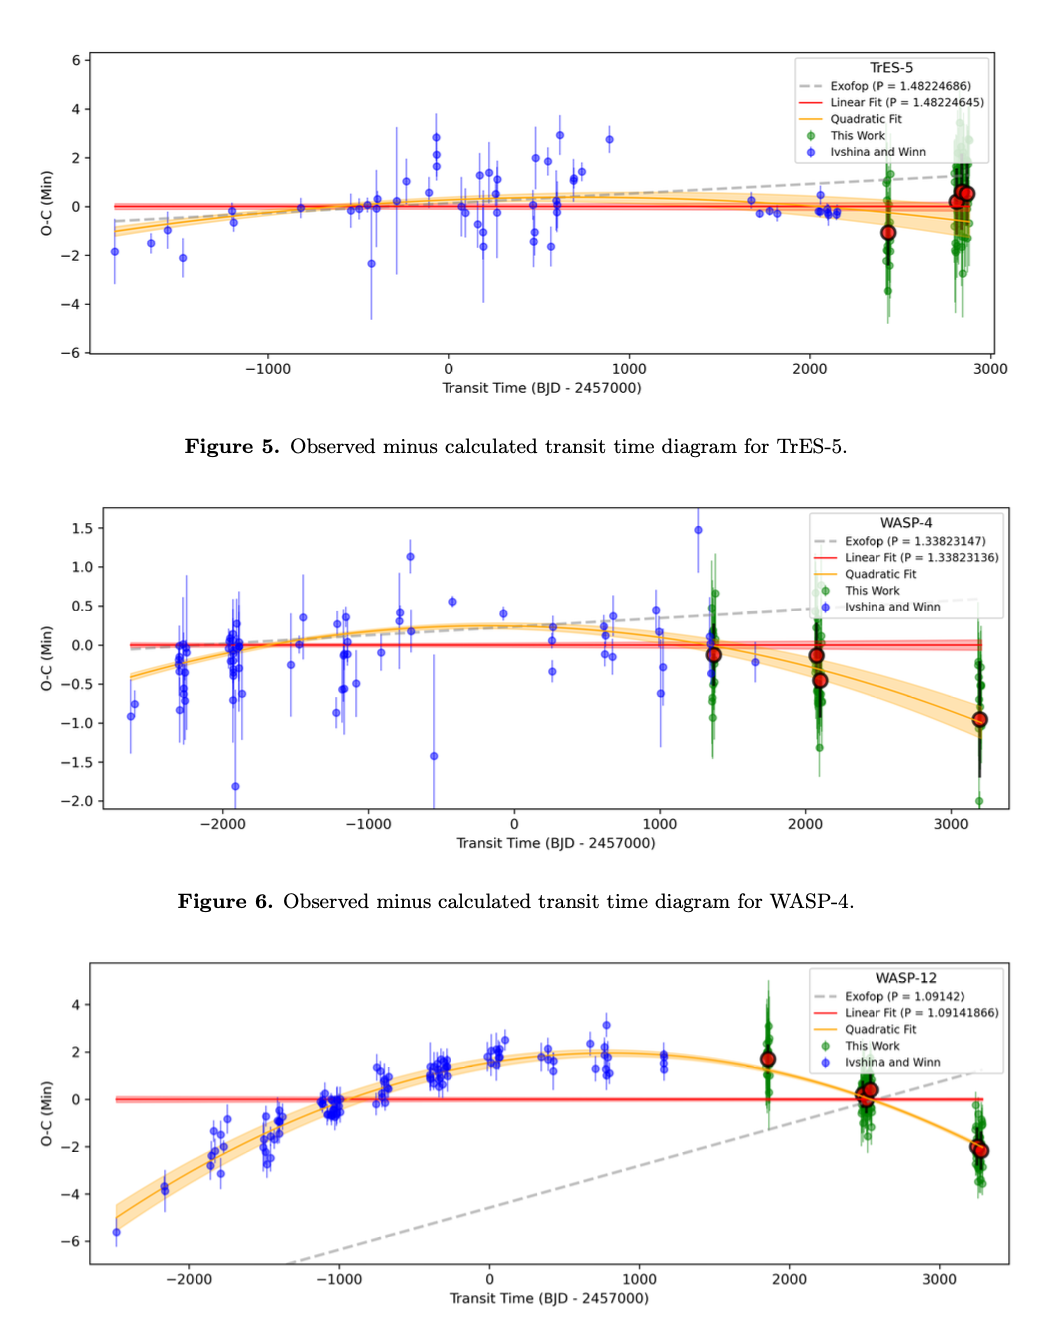 6
4
2
0
−2
−4
−6
O-C (Min)
TrES-5
Exofop (P = 1.48224686)
Linear Fit (P = 1.48224645)
Quadratic Fit
This Work
Ivshina and Winn
−1000 0 1000 2000 3000
Transit Time (BJD - 2457000)
Figure 5. Observed minus calculated transit time diagram for TrES-5.
1.5
1.0
0.5
0.0
−0.5
−1.0
−1.5
−2.0
O-C (Min)
WASP-4
Exofop (P = 1.33823147)
Linear Fit (P = 1.33823136)
Quadratic Fit
This Work
Ivshina and Winn
−2000 −1000 0 1000 2000 3000
Transit Time (BJD - 2457000)
Figure 6. Observed minus calculated transit time diagram for WASP-4.
4
2
0
−2
−4
−6
O-C (Min)
WASP-12
Exofop (P = 1.09142)
Linear Fit (P = 1.09141866)
Quadratic Fit
This Work
Ivshina and Winn
−2000 −1000 0 1000 2000 3000
Transit Time (BJD - 2457000)